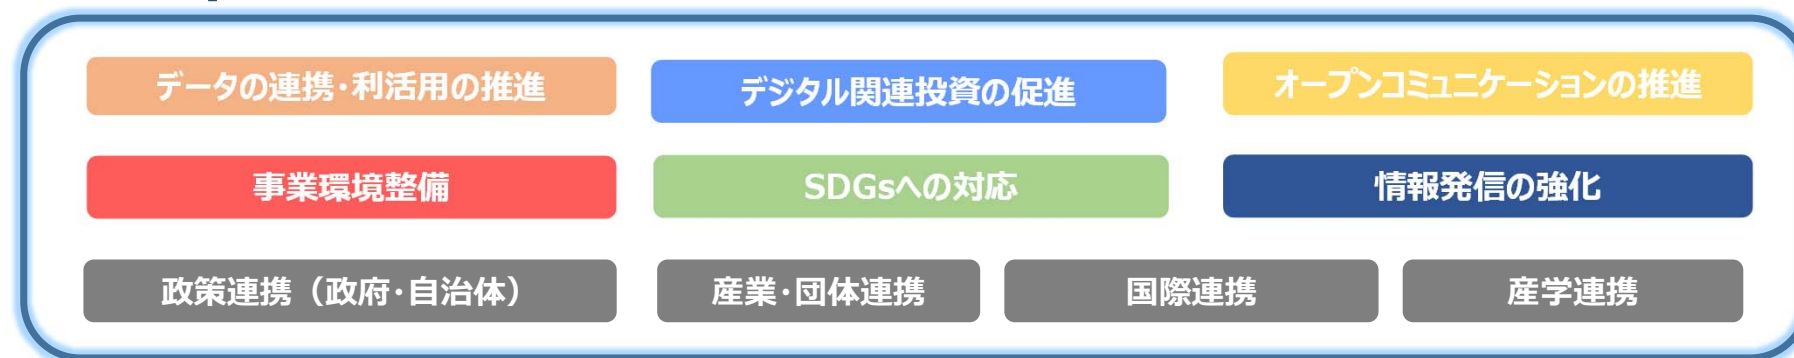 データの連携・利活用の推進
デジタル関連投資の促進
オープンコミュニケーションの推進
事業環境整備
SDGsへの対応
情報発信の強化
政策連携（政府・自治体）
産業・団体連携
国際連携
産学連携